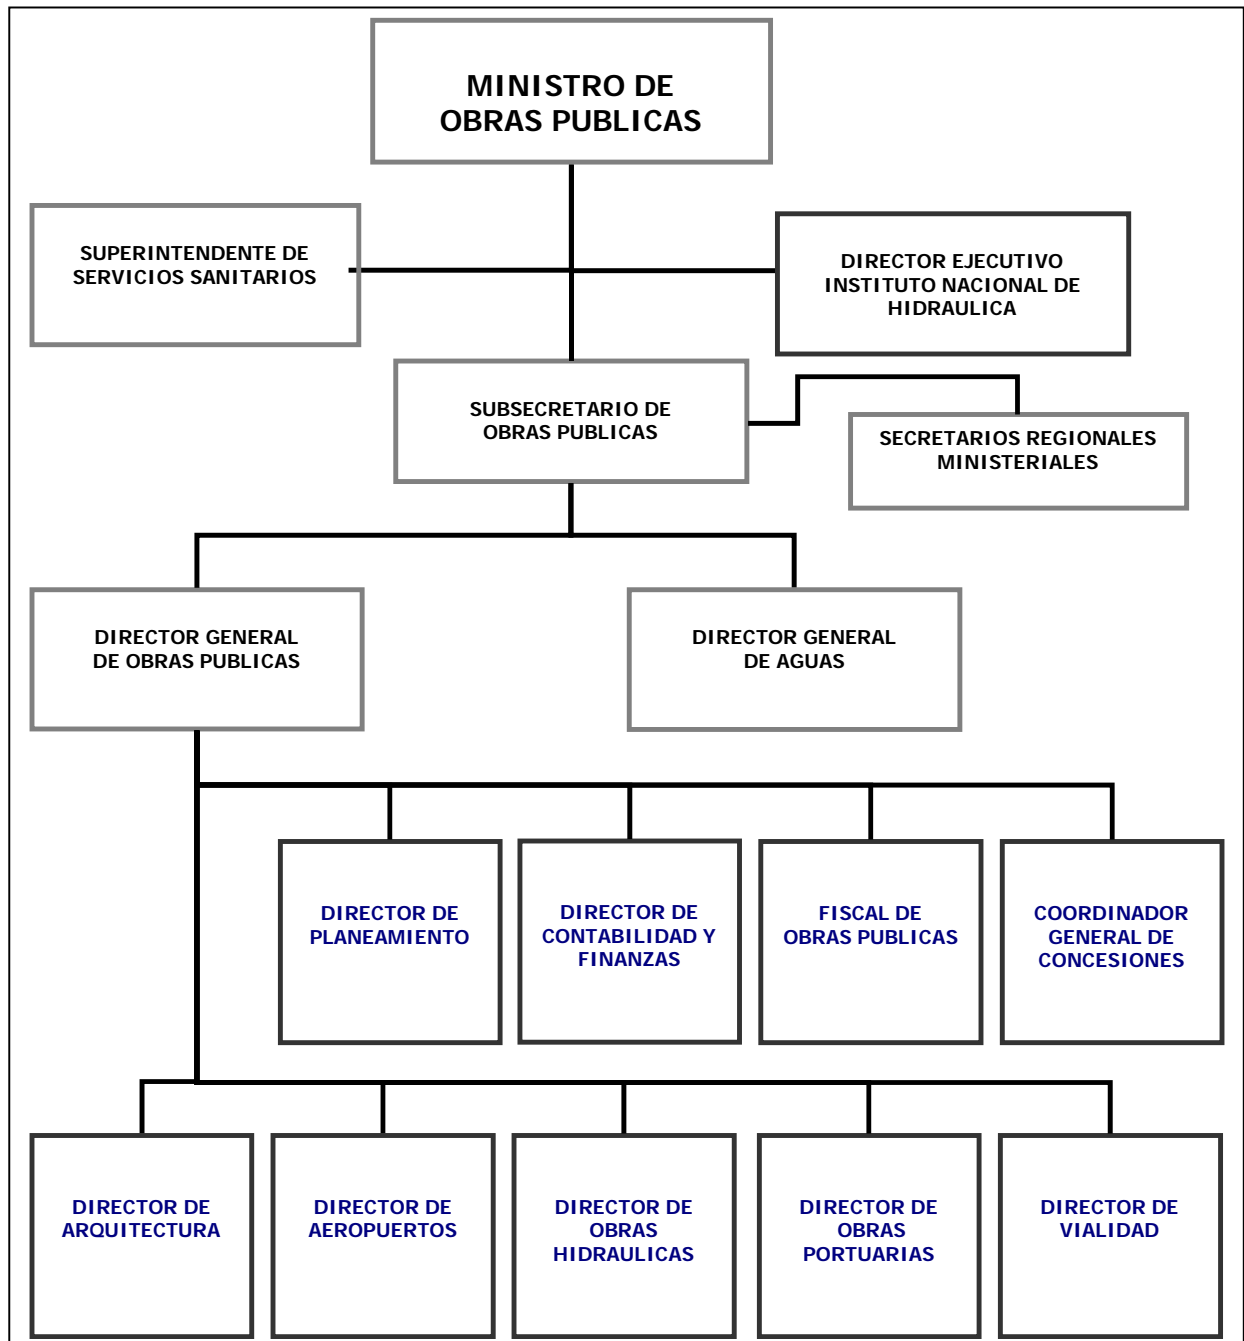 MINISTRO DE
OBRAS PUBLICAS
SUPERINTENDENTE DE
SERVICIOS SANITARIOS
DIRECTOR EJECUTIVO
INSTITUTO NACIONAL DE
HIDRAULICA
SUBSECRETARIO DE
OBRAS PUBLICAS
SECRETARIOS REGIONALES
MINISTERIALES
DIRECTOR GENERAL
DE OBRAS PUBLICAS
DIRECTOR GENERAL
DE AGUAS
DIRECTOR DE
PLANEAMIENTO
DIRECTOR DE
CONTABILIDAD Y
FINANZAS
FISCAL DE
OBRAS PUBLICAS
COORDINADOR
GENERAL DE
CONCESIONES
DIRECTOR DE
ARQUITECTURA
DIRECTOR DE
AEROPUERTOS
DIRECTOR DE
OBRAS
HIDRAULICAS
DIRECTOR DE
OBRAS
PORTUARIAS
DIRECTOR DE
VIALIDAD